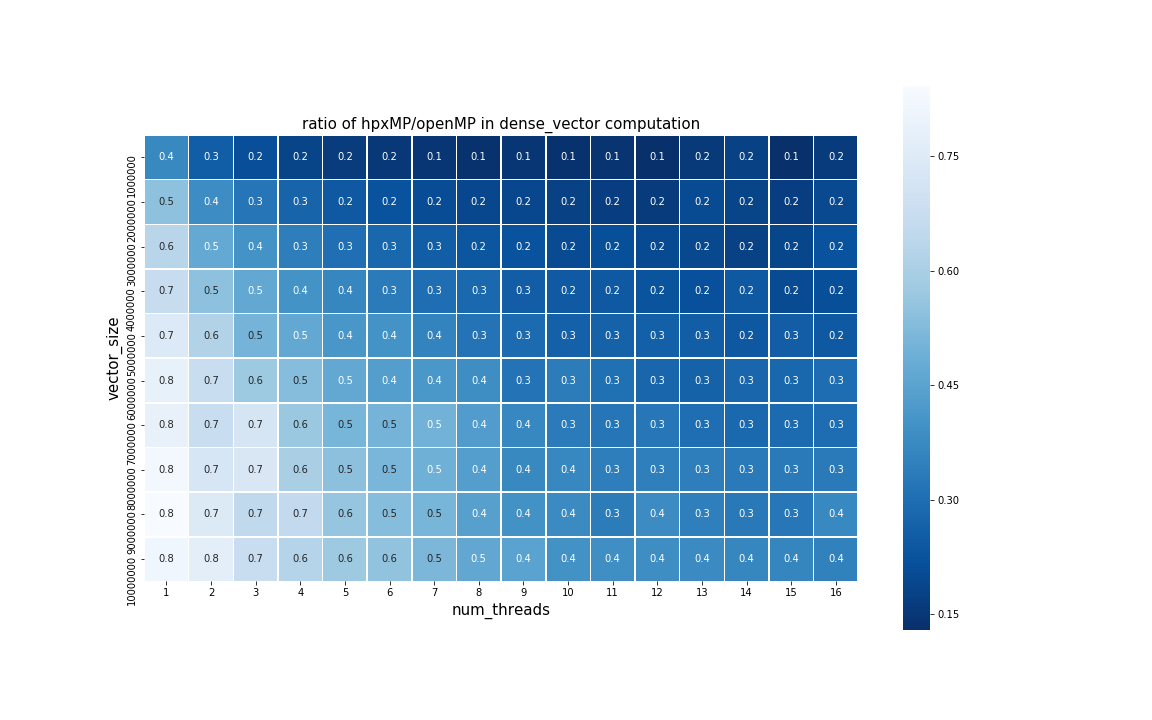 ratio of hpxMP/openMP in dense_vector computation
vector_size
1000000 0.4 0.3 0.2 0.2 0.2 0.2 0.1 0.1 0.1 0.1 0.1 0.1 0.2 0.2 0.1 0.2
2000000 0.5 0.4 0.3 0.3 0.2 0.2 0.2 0.2 0.2 0.2 0.2 0.2 0.2 0.2 0.2 0.2
3000000 0.6 0.5 0.4 0.3 0.3 0.3 0.3 0.2 0.2 0.2 0.2 0.2 0.2 0.2 0.2 0.2
4000000 0.7 0.5 0.5 0.4 0.4 0.3 0.3 0.3 0.3 0.2 0.2 0.2 0.2 0.2 0.2 0.2
5000000 0.7 0.6 0.5 0.5 0.4 0.4 0.4 0.3 0.3 0.3 0.3 0.3 0.3 0.2 0.3 0.2
6000000 0.8 0.7 0.6 0.5 0.5 0.4 0.4 0.4 0.3 0.3 0.3 0.3 0.3 0.3 0.3 0.3
7000000 0.8 0.7 0.7 0.6 0.5 0.5 0.5 0.4 0.4 0.3 0.3 0.3 0.3 0.3 0.3 0.3
8000000 0.8 0.7 0.7 0.6 0.5 0.5 0.5 0.4 0.4 0.4 0.3 0.3 0.3 0.3 0.3 0.3
9000000 0.8 0.7 0.7 0.7 0.6 0.5 0.5 0.4 0.4 0.4 0.3 0.4 0.3 0.3 0.3 0.4
10000000 0.8 0.8 0.7 0.6 0.6 0.6 0.5 0.5 0.4 0.4 0.4 0.4 0.4 0.4 0.4 0.4
1 2 3 4 5 6 7 8 9 10 11 12 13 14 15 16
num_threads
0.75
0.60
0.45
0.30
0.15